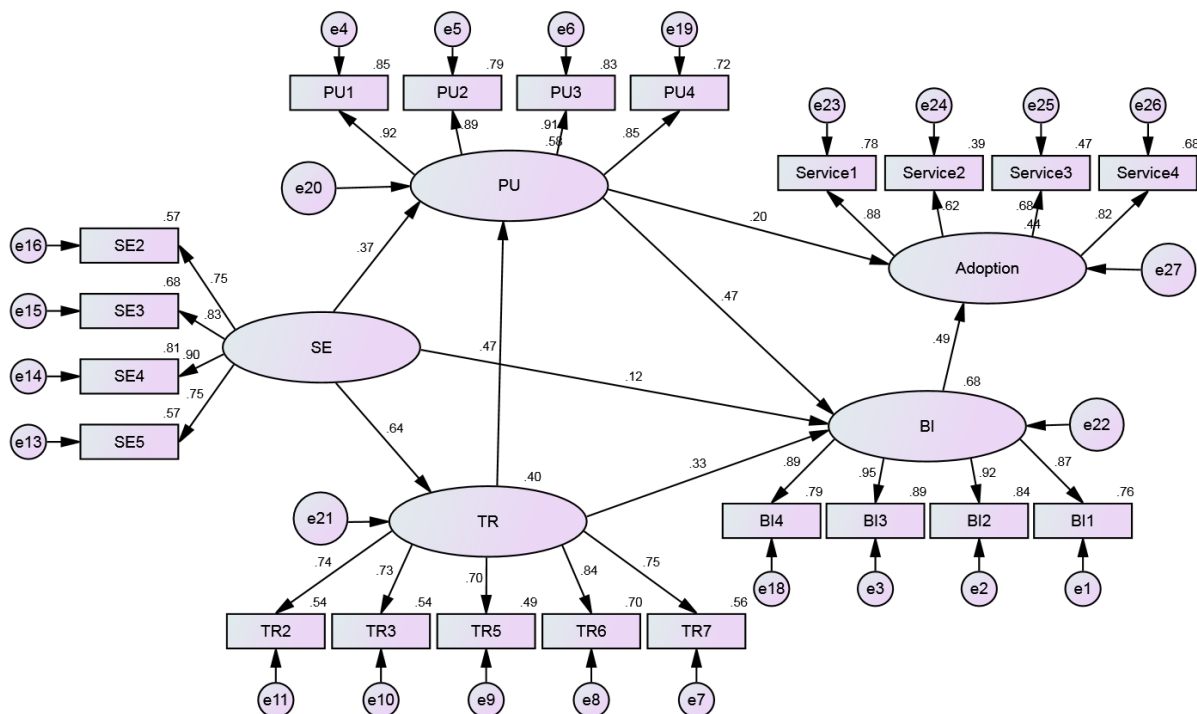 e4 e5 e6 e19
.85 .79 .83 .72
PU1 PU2 PU3 PU4
.92 .89 .91 .85
.58
e20 PU
e23 e24 e25 e26
.78 .39 .47 .68
Service1 Service2 Service3 Service4
.88 .62 .68 .82
.44
.20
Adoption e27
.57
e16 SE2
.75
.68
e15 SE3
.83
.81
e14 SE4
.90
.57
e13 SE5
.75
SE
.37
.47
.47
.12
.64
.33
.49
.68
BI e22
.89 .95 .92 .87
.79 .89 .84 .76
BI4 BI3 BI2 BI1
e18 e3 e2 e1
.40
e21 TR
.74 .73 .70 .84 .75
.54 .54 .49 .70 .56
TR2 TR3 TR5 TR6 TR7
e11 e10 e9 e8 e7